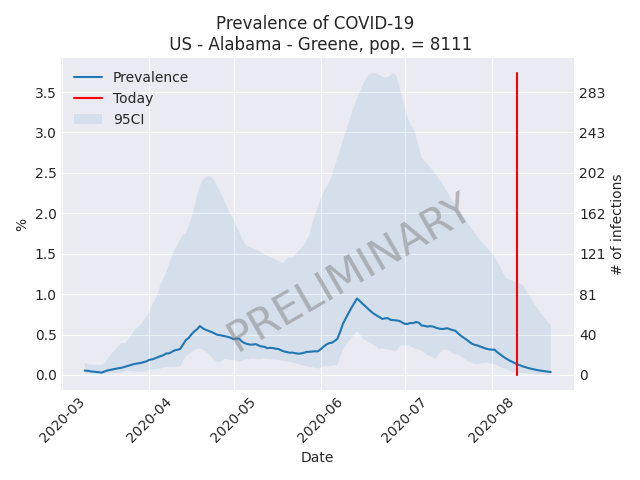 Prevalence of COVID-19
US - Alabama - Greene, pop. = 8111
Prevalence
Today
95CI
3.5
3.0
2.5
2.0
1.5
1.0
0.5
0.0
%
283
243
202
162
121
81
40
0
# of infections
PRELIMINARY
2020-03
2020-04
2020-05
2020-06
2020-07
2020-08
Date